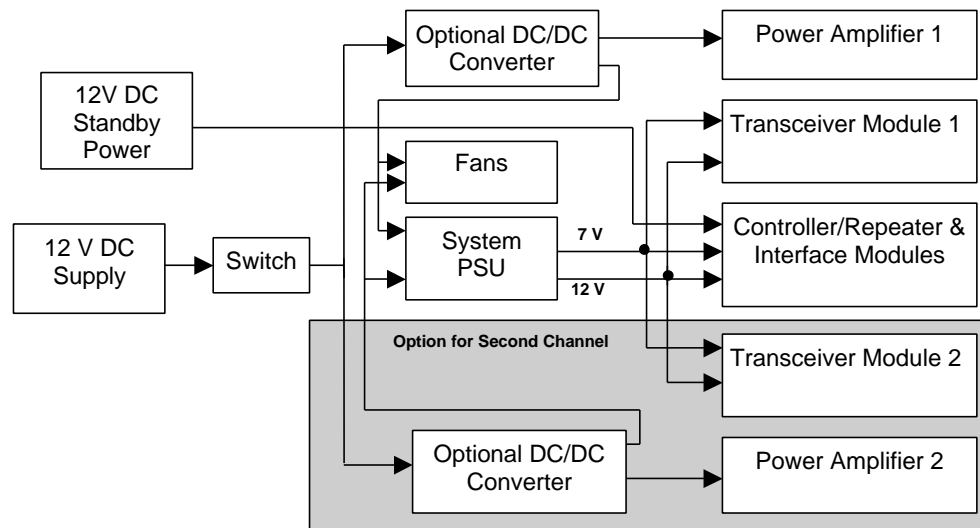 Optional DC/DC
Converter
Power Amplifier 1
12V DC
Standby
Power
Transceiver Module 1
Fans
12 V DC
Supply
Switch
System
PSU
7 V
12 V
Controller/Repeater &
Interface Modules
Option for Second Channel
Transceiver Module 2
Optional DC/DC
Converter
Power Amplifier 2